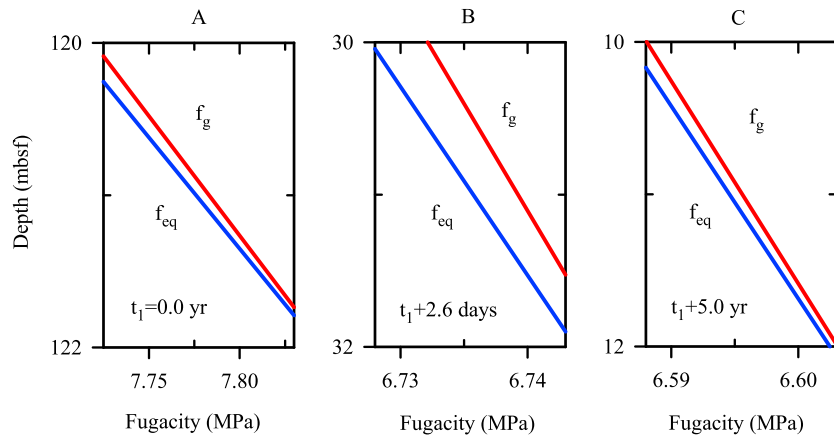 A
B
C
120
30
10
f_g
f_g
f_g
Depth (mbsf)
f_eq
f_eq
f_eq
t_1=0.0 yr
t_1+2.6 days
t_1+5.0 yr
122
32
12
7.75 7.80
6.73 6.74
6.59 6.60
Fugacity (MPa)
Fugacity (MPa)
Fugacity (MPa)